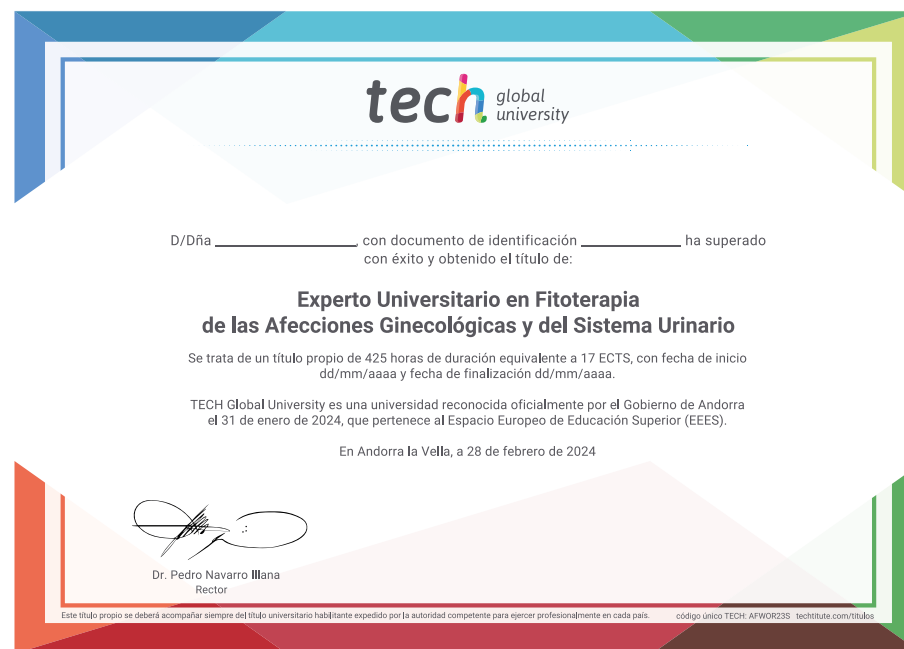 tech global
university
D/Dña ______________, con documento de identificación __________ ha superado
con éxito y obtenido el título de:
Experto Universitario en Fitoterapia
de las Afecciones Ginecológicas y del Sistema Urinario
Se trata de un título propio de 425 horas de duración equivalente a 17 ECTS, con fecha de inicio
dd/mm/aaaa y fecha de finalización dd/mm/aaaa.
TECH Global University es una universidad reconocida oficialmente por el Gobierno de Andorra
el 31 de enero de 2024, que pertenece al Espacio Europeo de Educación Superior (EEES).
En Andorra la Vella, a 28 de febrero de 2024
Dr. Pedro Navarro Illana
Rector
Este título propio se deberá acompañar siempre del título universitario habilitante expedido por la autoridad competente para ejercer profesionalmente en cada país. código único TECH: AFWOR23S techtitute.com/titulos